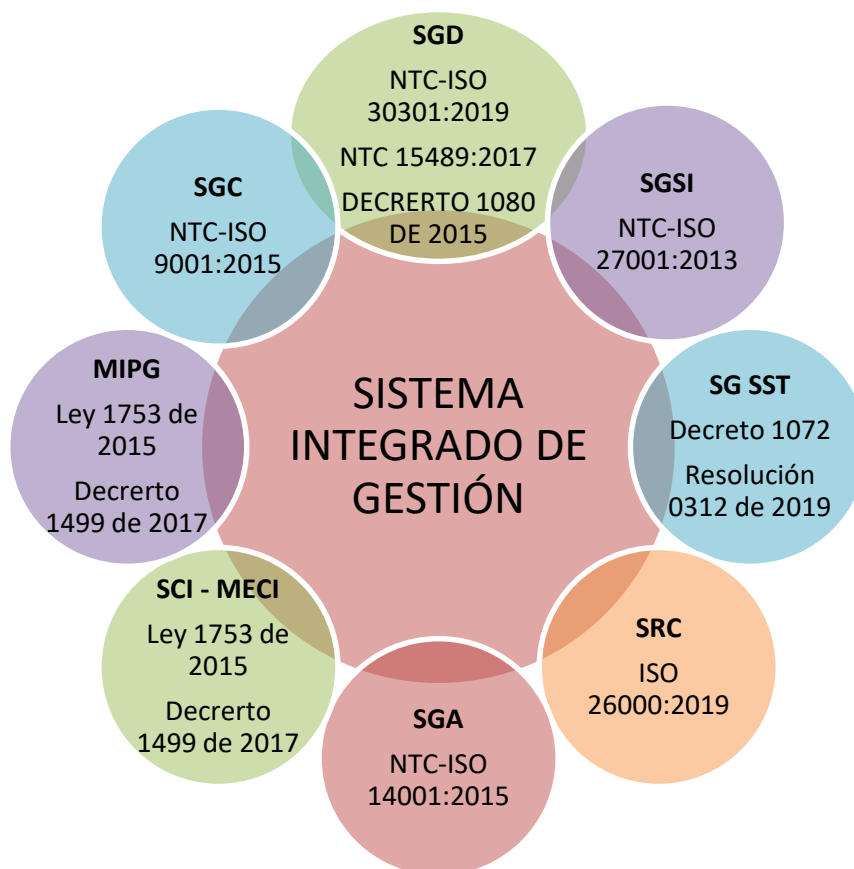 SGD
NTC-ISO
30301:2019
NTC 15489:2017
DECRERTO 1080
DE 2015
SGSI
NTC-ISO
27001:2013
SG SST
Decreto 1072
Resolución
0312 de 2019
SRC
ISO
26000:2019
SGA
NTC-ISO
14001:2015
SCI - MECI
Ley 1753 de
2015
Decrerto
1499 de 2017
MIPG
Ley 1753 de
2015
Decrerto
1499 de 2017
SGC
NTC-ISO
9001:2015
SISTEMA
INTEGRADO DE
GESTIÓN